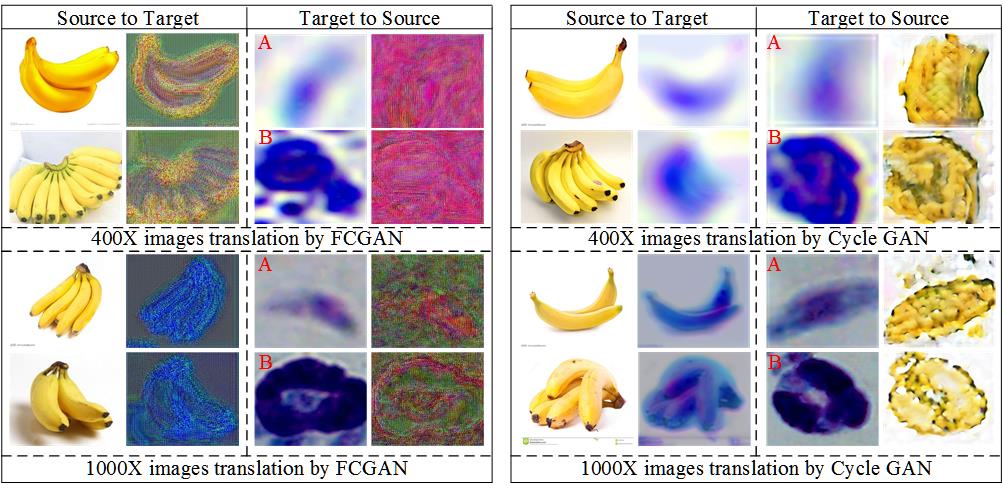 Source to Target
Target to Source
A
B
400X images translation by FCGAN
A
B
1000X images translation by FCGAN
Source to Target
Target to Source
A
B
400X images translation by Cycle GAN
A
B
1000X images translation by Cycle GAN